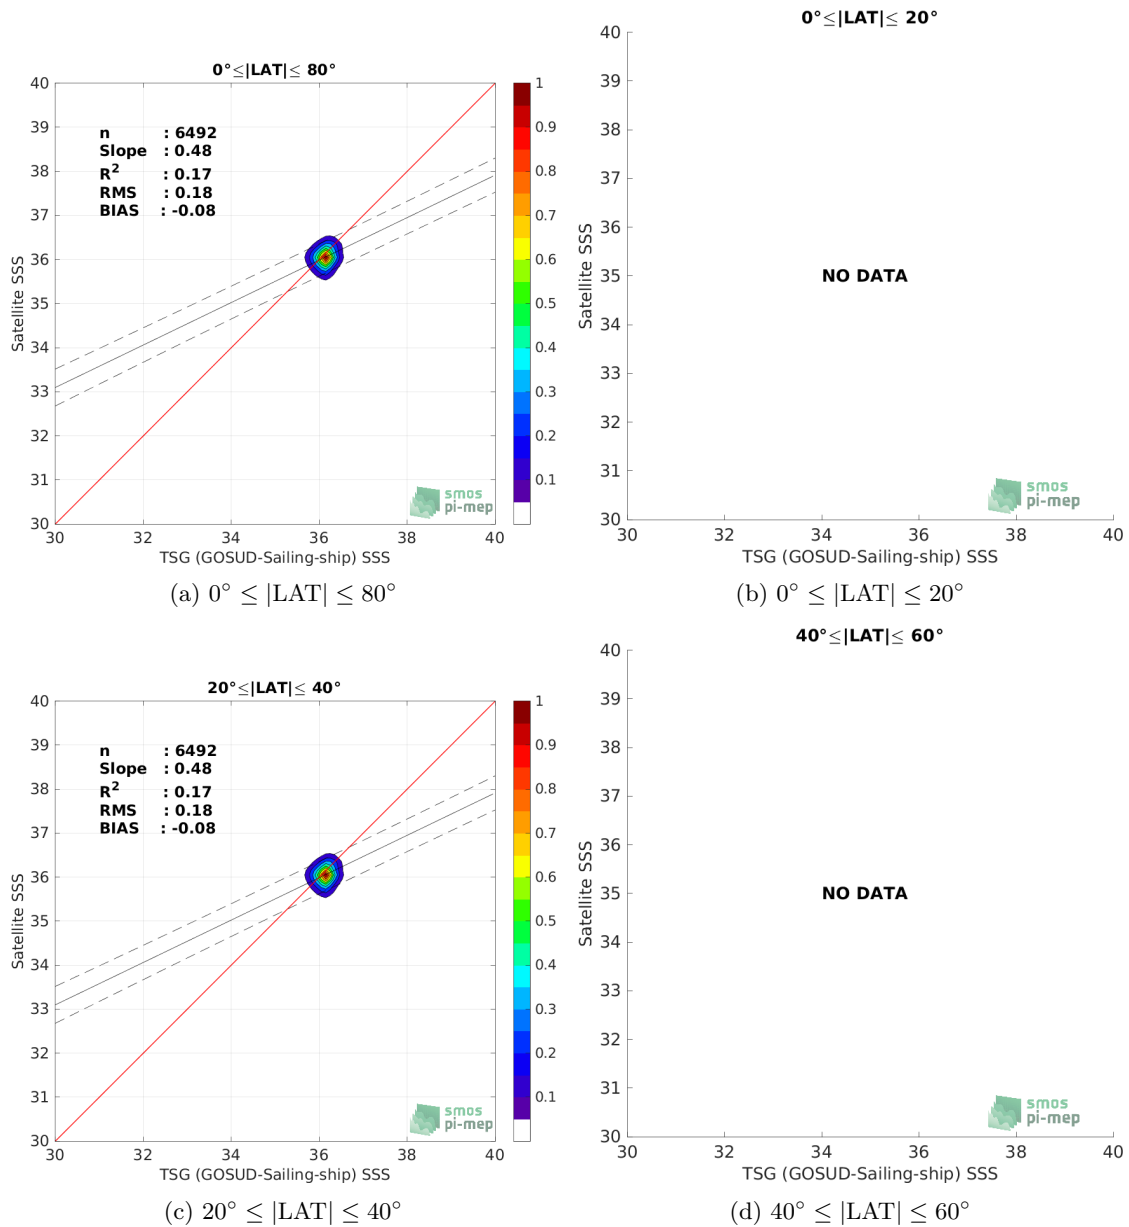 0°≤|LAT|≤ 80°
40
39
38
37
36
35
34
33
32
31
30
Satellite SSS
n : 6492
Slope : 0.48
R² : 0.17
RMS : 0.18
BIAS : -0.08
smos
pi-mep
30 32 34 36 38 40
TSG (GOSUD-Sailing-ship) SSS
1
0.9
0.8
0.7
0.6
0.5
0.4
0.3
0.2
0.1
(a) 0° ≤ |LAT| ≤ 80°
0°≤|LAT|≤ 20°
40
39
38
37
36
35
34
33
32
31
30
Satellite SSS
NO DATA
smos
pi-mep
30 32 34 36 38 40
TSG (GOSUD-Sailing-ship) SSS
(b) 0° ≤ |LAT| ≤ 20°
20°≤|LAT|≤ 40°
40
39
38
37
36
35
34
33
32
31
30
Satellite SSS
n : 6492
Slope : 0.48
R² : 0.17
RMS : 0.18
BIAS : -0.08
smos
pi-mep
30 32 34 36 38 40
TSG (GOSUD-Sailing-ship) SSS
1
0.9
0.8
0.7
0.6
0.5
0.4
0.3
0.2
0.1
(c) 20° ≤ |LAT| ≤ 40°
40°≤|LAT|≤ 60°
40
39
38
37
36
35
34
33
32
31
30
Satellite SSS
NO DATA
smos
pi-mep
30 32 34 36 38 40
TSG (GOSUD-Sailing-ship) SSS
(d) 40° ≤ |LAT| ≤ 60°